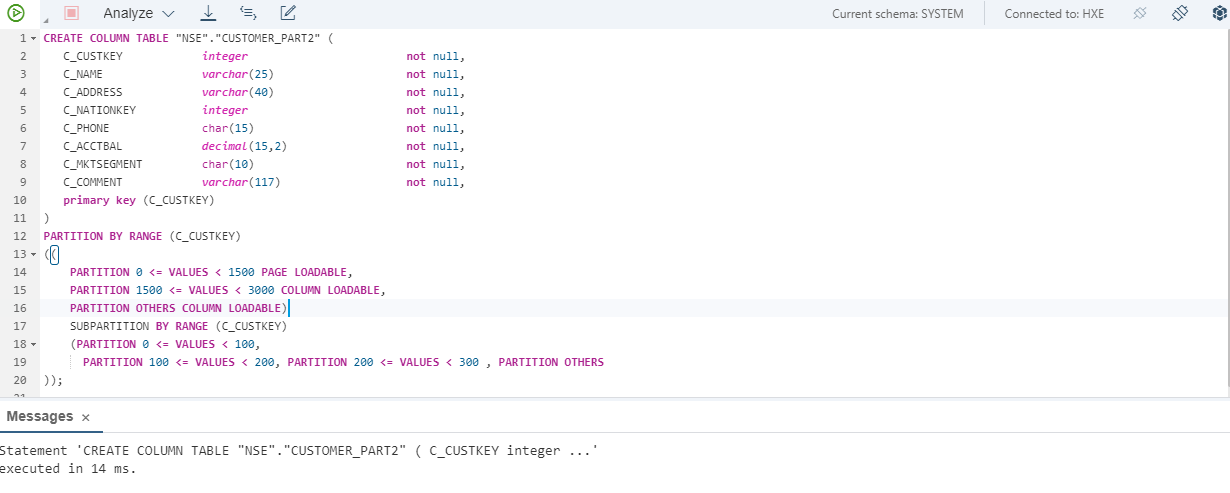 Analyze Current schema: SYSTEM Connected to: HXE
1 CREATE COLUMN TABLE "NSE"."CUSTOMER_PART2" (
2 C_CUSTKEY integer not null,
3 C_NAME varchar(25) not null,
4 C_ADDRESS varchar(40) not null,
5 C_NATIONKEY integer not null,
6 C_PHONE char(15) not null,
7 C_ACCTBAL decimal(15,2) not null,
8 C_MKTSEGMENT char(10) not null,
9 C_COMMENT varchar(117) not null,
10 primary key (C_CUSTKEY)
11 )
12 PARTITION BY RANGE (C_CUSTKEY)
13 ((
14 PARTITION 0 <= VALUES < 1500 PAGE LOADABLE,
15 PARTITION 1500 <= VALUES < 3000 COLUMN LOADABLE,
16 PARTITION OTHERS COLUMN LOADABLE)
17 SUBPARTITION BY RANGE (C_CUSTKEY)
18 (PARTITION 0 <= VALUES < 100,
19 PARTITION 100 <= VALUES < 200, PARTITION 200 <= VALUES < 300 , PARTITION OTHERS
20 ));
21
Messages ×
Statement 'CREATE COLUMN TABLE "NSE"."CUSTOMER_PART2" ( C_CUSTKEY integer ...'
executed in 14 ms.